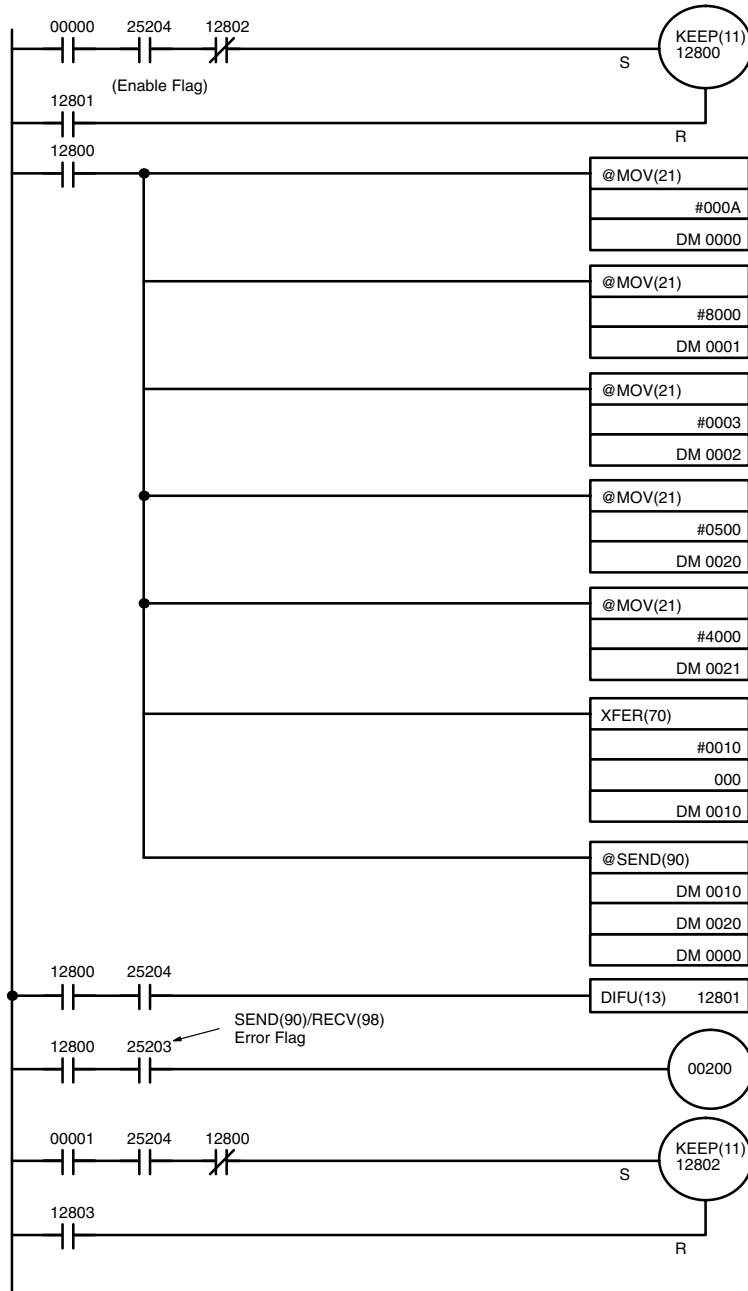 00000 25204 12802
KEEP(11)
12800
S
(Enable Flag)
12801
R
12800
@MOV(21)
#000A
DM 0000
@MOV(21)
#8000
DM 0001
@MOV(21)
#0003
DM 0002
@MOV(21)
#0500
DM 0020
@MOV(21)
#4000
DM 0021
XFER(70)
#0010
000
DM 0010
@SEND(90)
DM 0010
DM 0020
DM 0000
12800 25204
DIFU(13) 12801
SEND(90)/RECV(98)
Error Flag
12800 25203
00200
00001 25204 12800
KEEP(11)
12802
S
12803
R